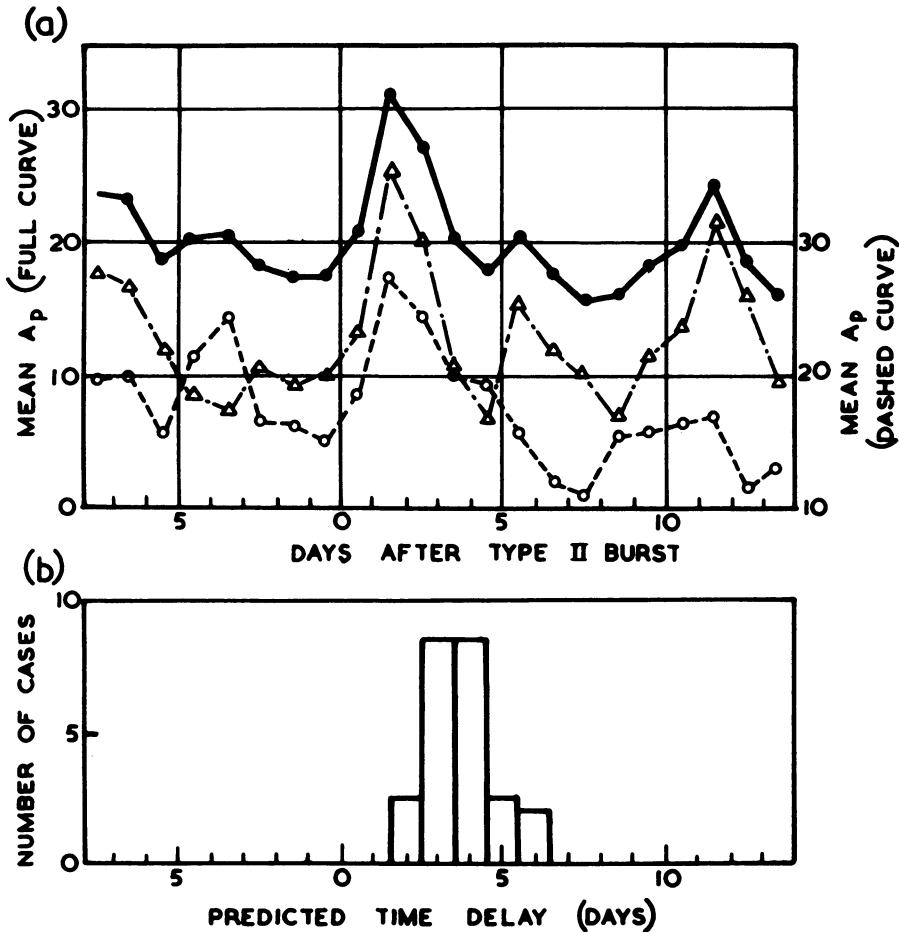 (a)
MEAN Ap (FULL CURVE)
30
20
10
0
30
20
10
MEAN Ap
(DASHED CURVE)
5 0 5 10
DAYS AFTER TYPE II BURST
(b)
NUMBER OF CASES
10
5
0
5 0 5 10
PREDICTED TIME DELAY (DAYS)